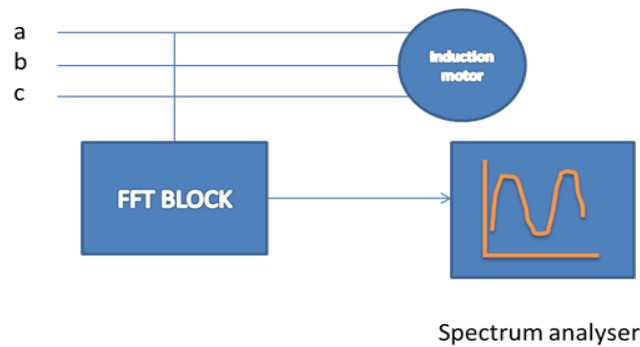 a
b
c
Induction
motor
FFT BLOCK
Spectrum analyser